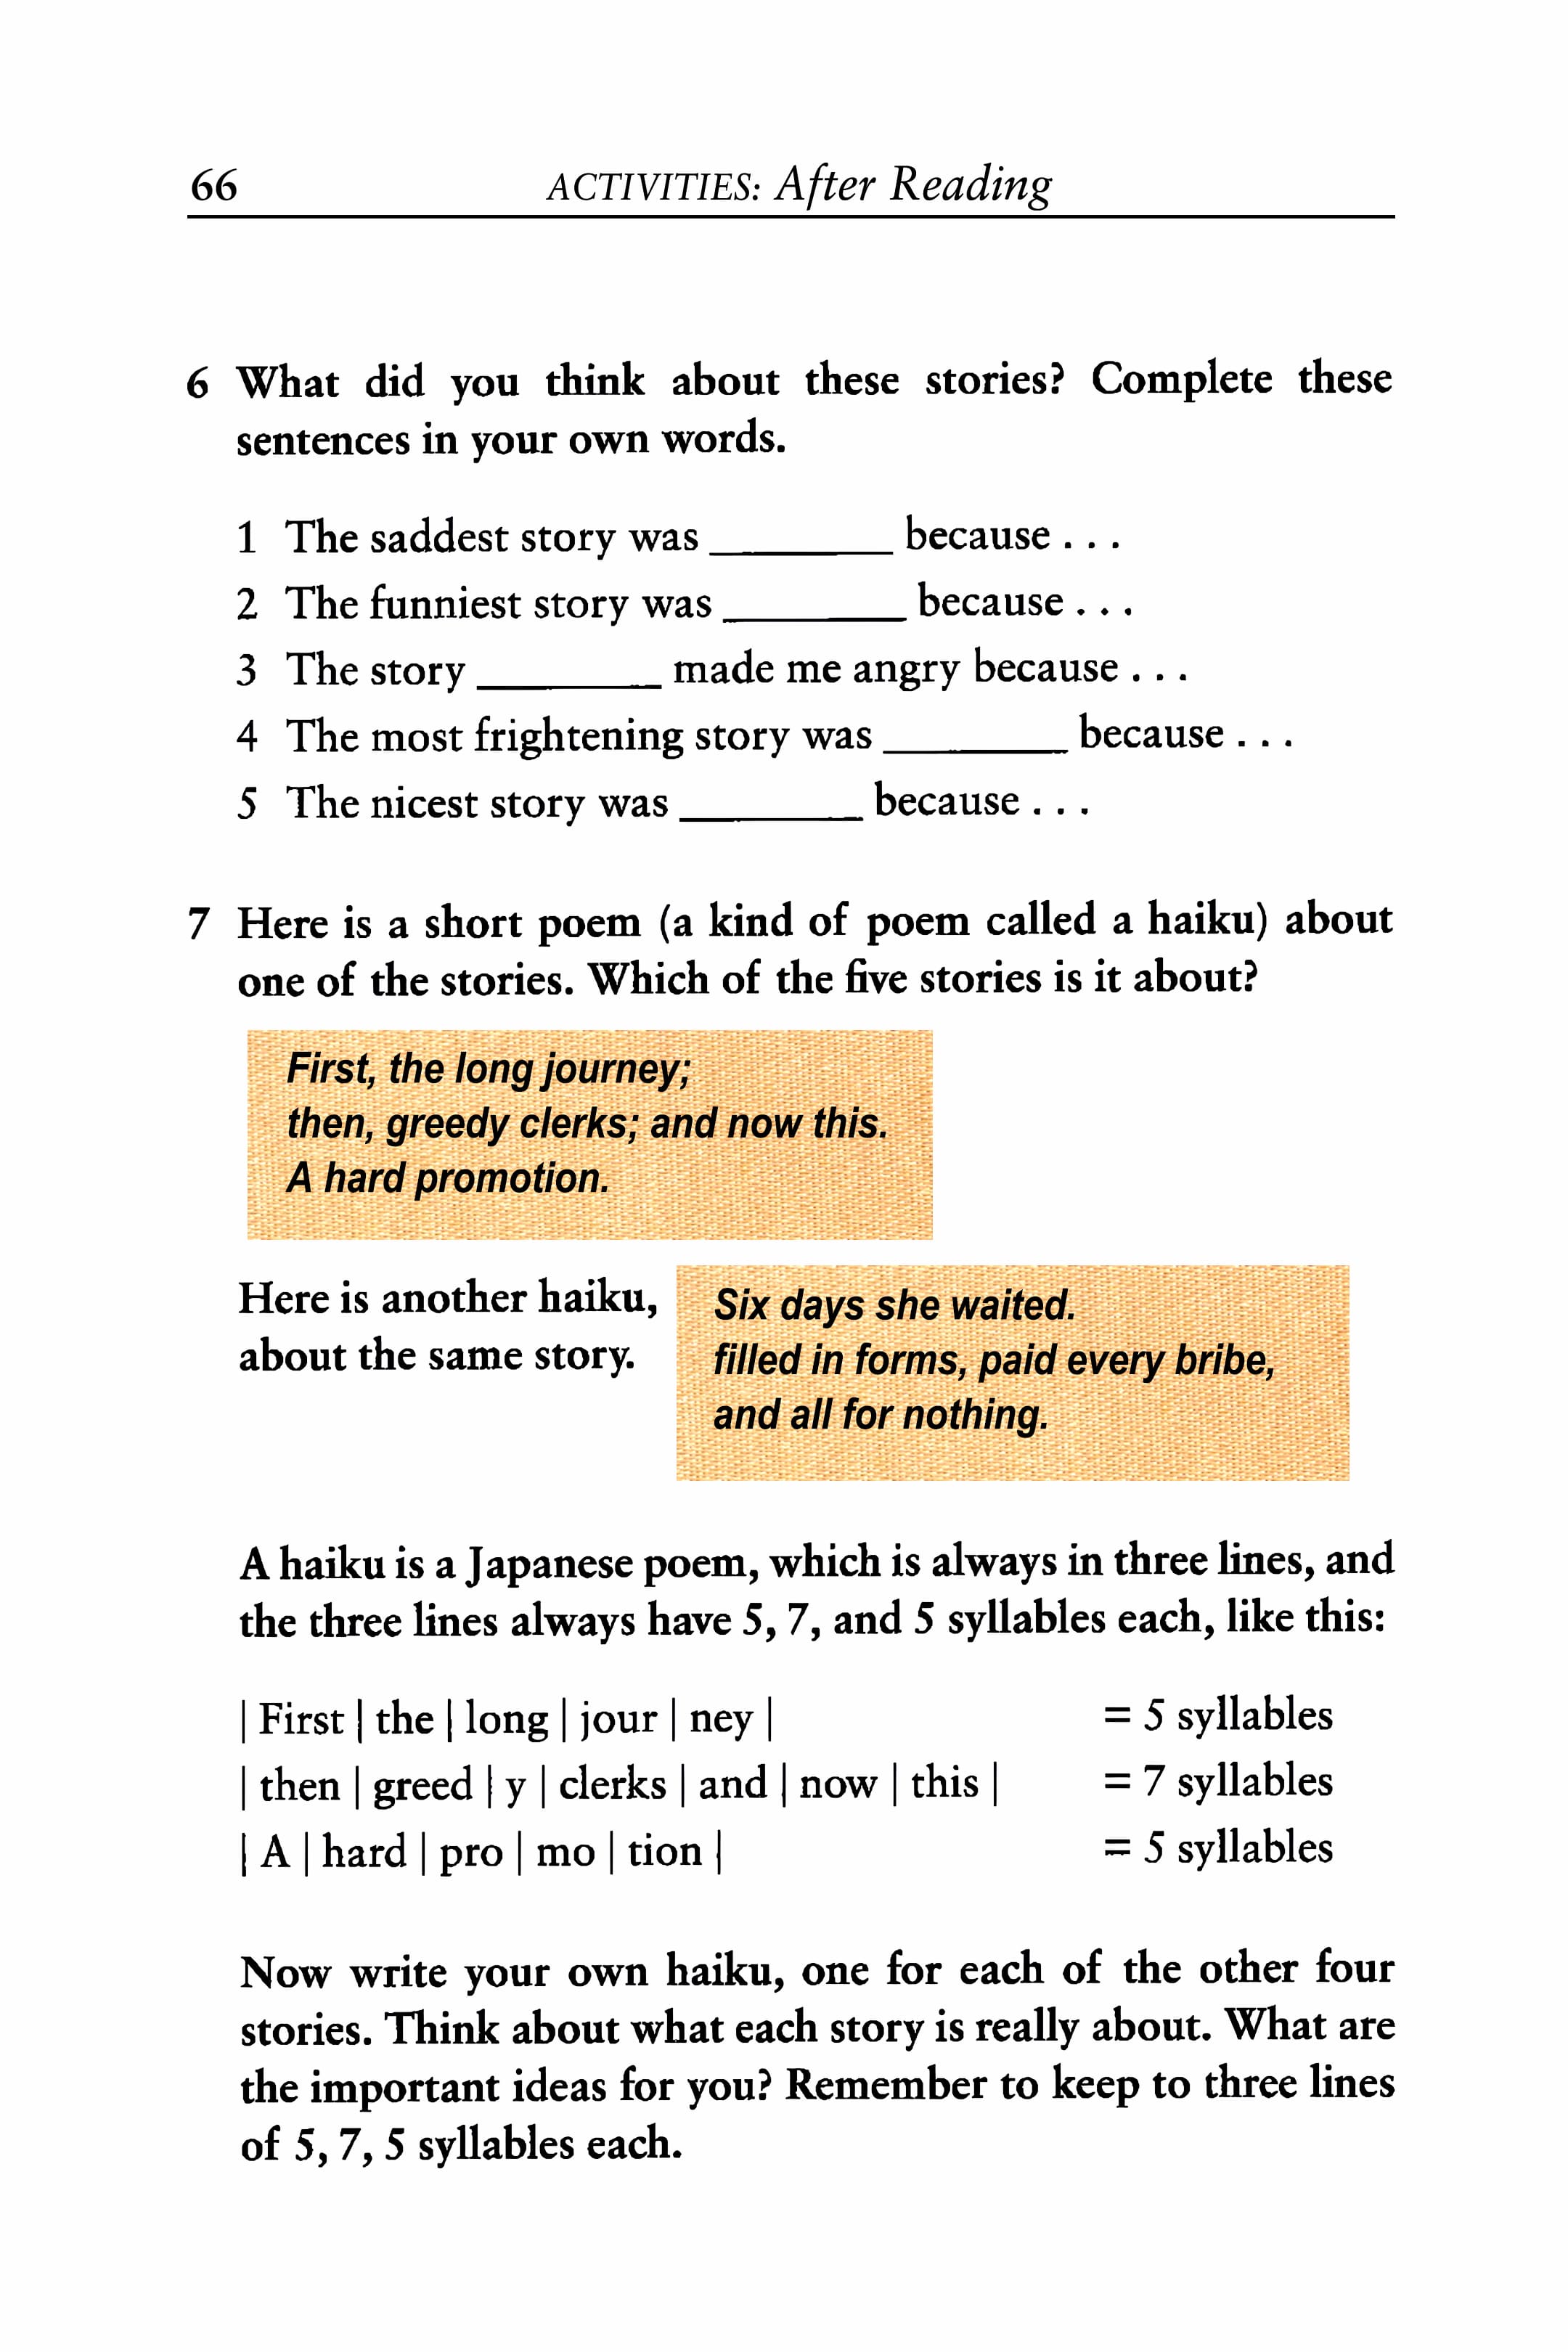 66 ACTIVITIES: After Reading
6 What did you think about these stories? Complete these
sentences in your own words.
1 The saddest story was ________ because . . .
2 The funniest story was ________ because . . .
3 The story ________ made me angry because . . .
4 The most frightening story was ________ because . . .
5 The nicest story was ________ because . . .
7 Here is a short poem (a kind of poem called a haiku) about
one of the stories. Which of the five stories is it about?
First, the long journey;
then, greedy clerks; and now this.
A hard promotion.
Here is another haiku,
about the same story.
Six days she waited.
filled in forms, paid every bribe,
and all for nothing.
A haiku is a Japanese poem, which is always in three lines, and
the three lines always have 5, 7, and 5 syllables each, like this:
| First | the | long | jour | ney | = 5 syllables
| then | greed | y | clerks | and | now | this | = 7 syllables
| A | hard | pro | mo | tion | = 5 syllables
Now write your own haiku, one for each of the other four
stories. Think about what each story is really about. What are
the important ideas for you? Remember to keep to three lines
of 5, 7, 5 syllables each.